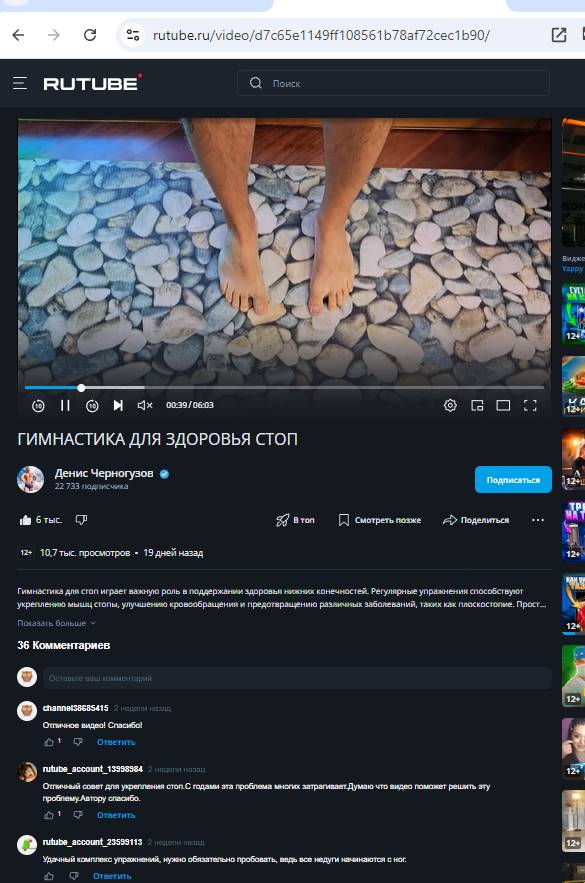 rutube.ru/video/d7c65e1149ff108561b78af72cec1b90/
RUTUBE
Поиск
Видже
Yappy
12+
12+
12+
12+
12+
12+
12+
12+
10
10
00:39 / 06:03
ГИМНАСТИКА ДЛЯ ЗДОРОВЬЯ СТОП
Денис Черногузов
22 733 подписчика
Подписаться
6 тыс.
В топ
Смотреть позже
Поделиться
12+ 10,7 тыс. просмотров • 19 дней назад
Гимнастика для стоп играет важную роль в поддержании здоровья нижних конечностей. Регулярные упражнения способствуют
укреплению мышц стопы, улучшению кровообращения и предотвращению различных заболеваний, таких как плоскостопие. Прост...
Показать больше
36 Комментариев
Оставьте ваш комментарий
channel38685415 2 недели назад
Отличное видео! Спасибо!
1 Ответить
rutube_account_13998984 2 недели назад
Отличный совет для укрепления стоп.С годами эта проблема многих затрагивает.Думаю что видео поможет решить эту
проблему.Автору спасибо.
1 Ответить
rutube_account_23599113 2 недели назад
Удачный комплекс упражнений, нужно обязательно пробовать, ведь все недуги начинаются с ног.
Ответить